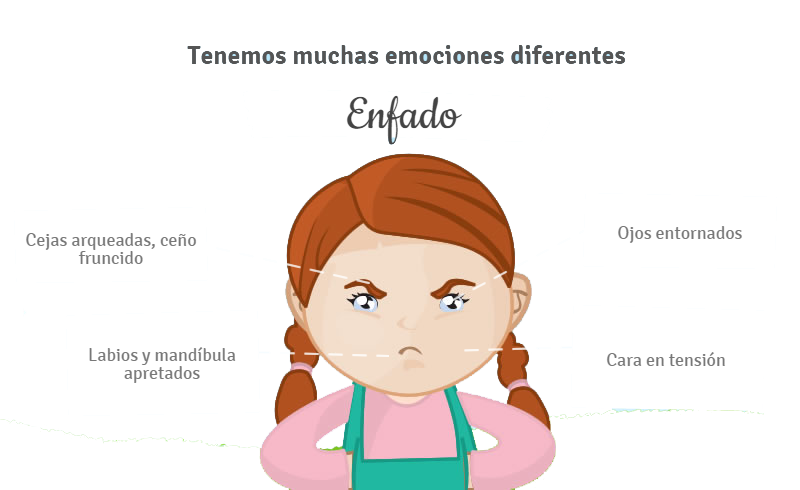 Tenemos muchas emociones diferentes
Enfado
Cejas arqueadas, ceño
fruncido
Ojos entornados
Labios y mandíbula
apretados
Cara en tensión